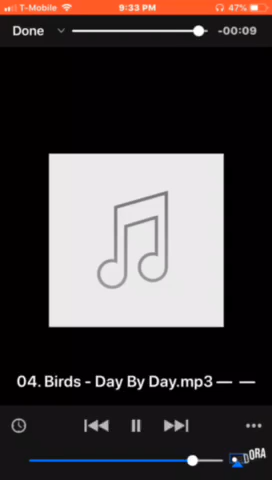 T-Mobile 9:33 PM 47%
Done -00:09
04. Birds - Day By Day.mp3 — —
DORA